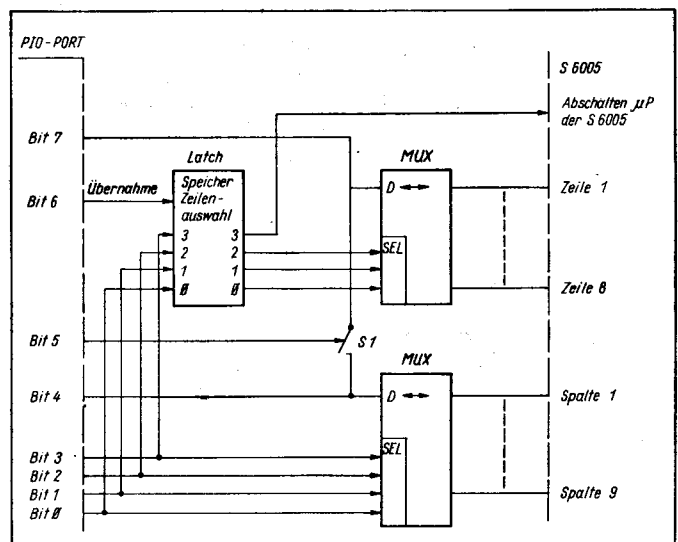 PIO-PORT
S 6005
Abschalten µP
der S 6005
Bit 7
Latch
MUX
Bit 6
Übernahme
Speicher
Zeilen-
auswahl
D
Zeile 1
3 3
2 2
1 1
Ø Ø
SEL
Zeile 8
Bit 5
S 1
MUX
Bit 4
D
Spalte 1
Bit 3
Bit 2
Bit 1
Bit Ø
SEL
Spalte 9